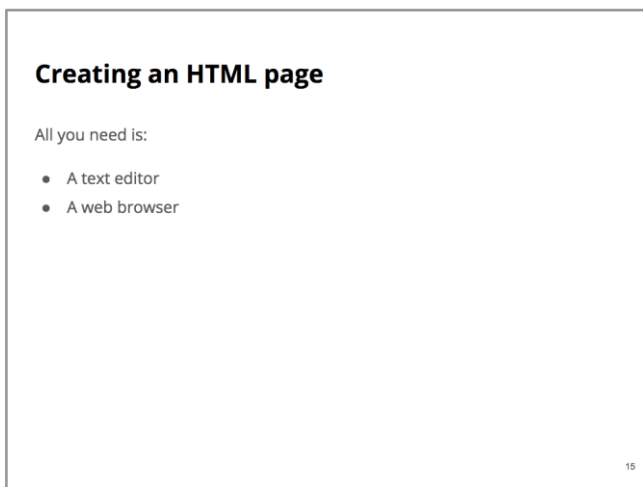 Creating an HTML page
All you need is:
● A text editor
● A web browser
15